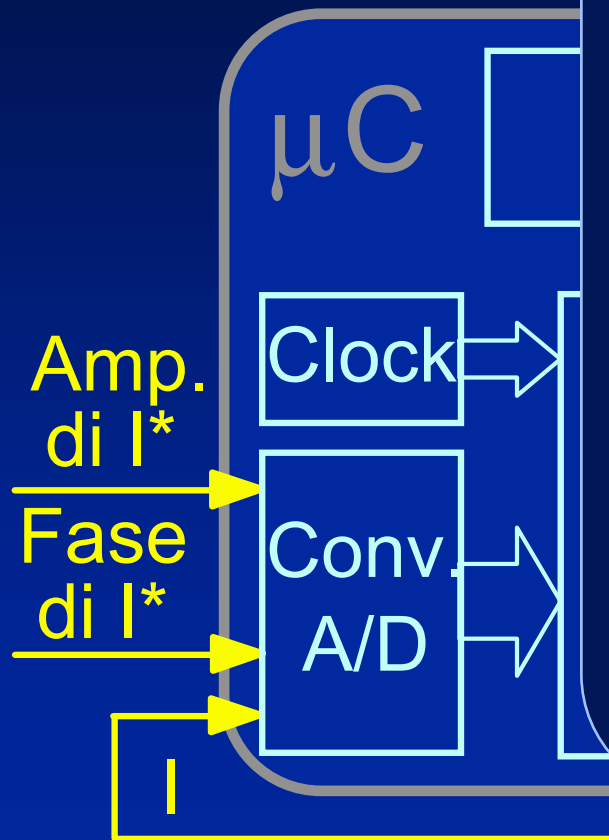 μC
Clock
Amp.
di I*
Fase
di I*
Conv.
A/D
I